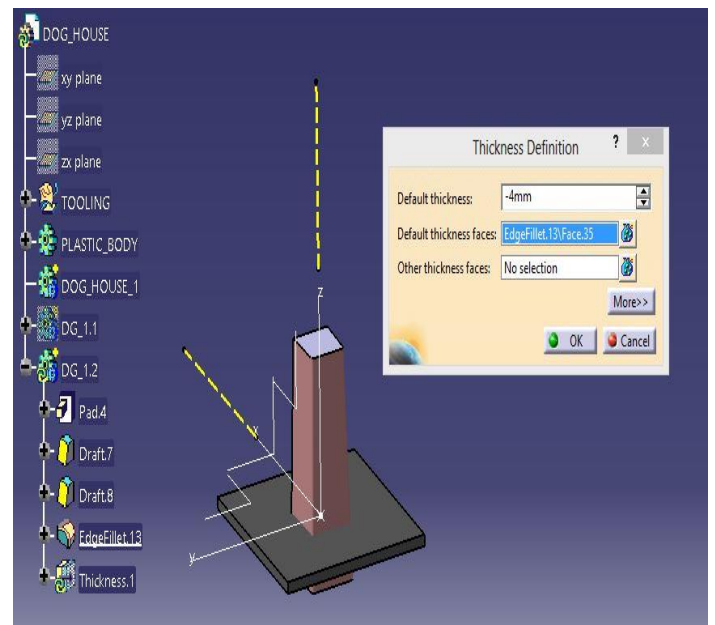 DOG_HOUSE
xy plane
yz plane
zx plane
TOOLING
PLASTIC_BODY
DOG_HOUSE_1
DG_1.1
DG_1.2
Pad.4
Draft.7
Draft.8
EdgeFillet.13
Thickness.1
z
x
y
Thickness Definition ? x
Default thickness: -4mm
Default thickness faces: EdgeFillet.13\Face.35
Other thickness faces: No selection
More>>
OK Cancel